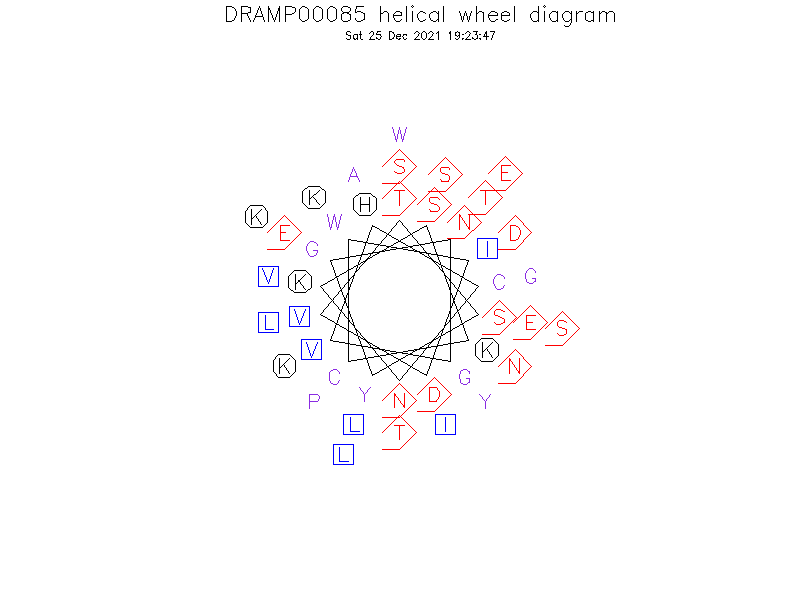 DRAMP00085 helical wheel diagram
Sat 25 Dec 2021 19:23:47
W
A S S E
K K H T S T
K E W N D
G I
V K C G
L V S E S
K V K N
C G
P Y N D Y
L T I
L